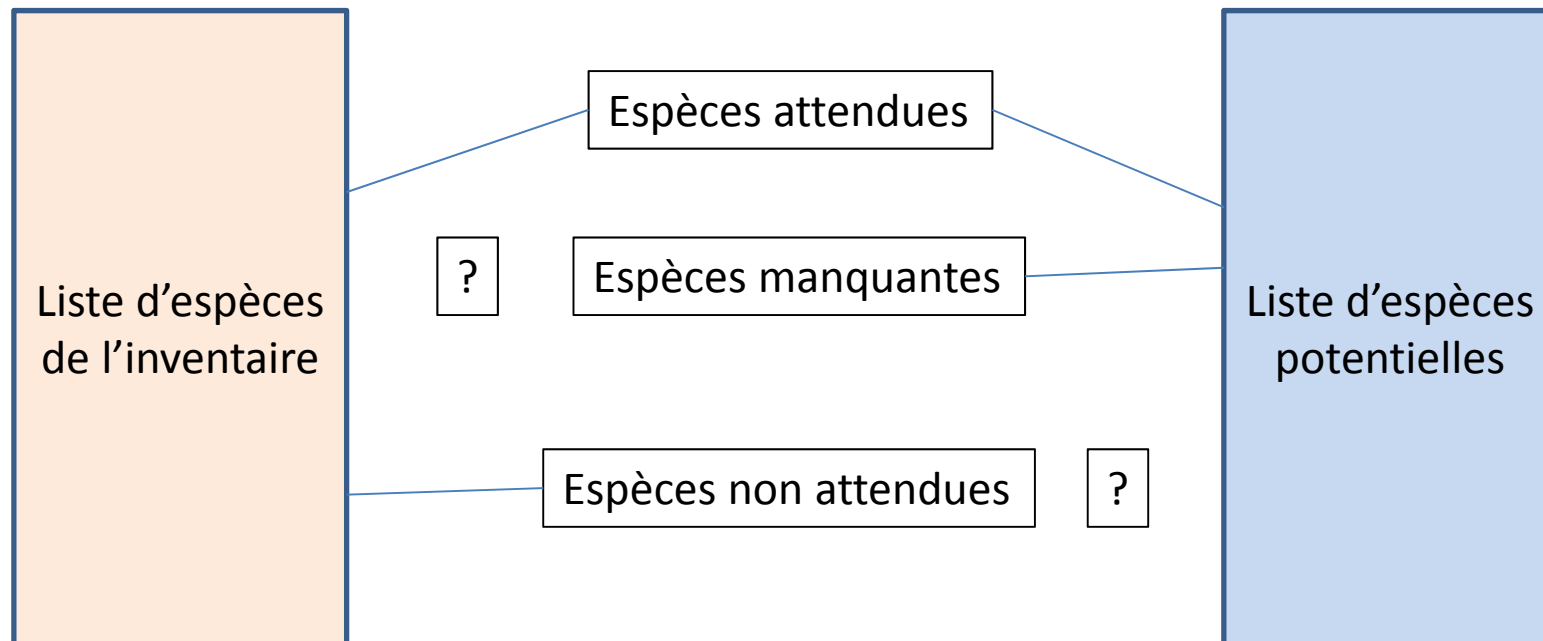 Espèces attendues
?
Espèces manquantes
Liste d’espèces
de l’inventaire
Liste d’espèces
potentielles
Espèces non attendues
?